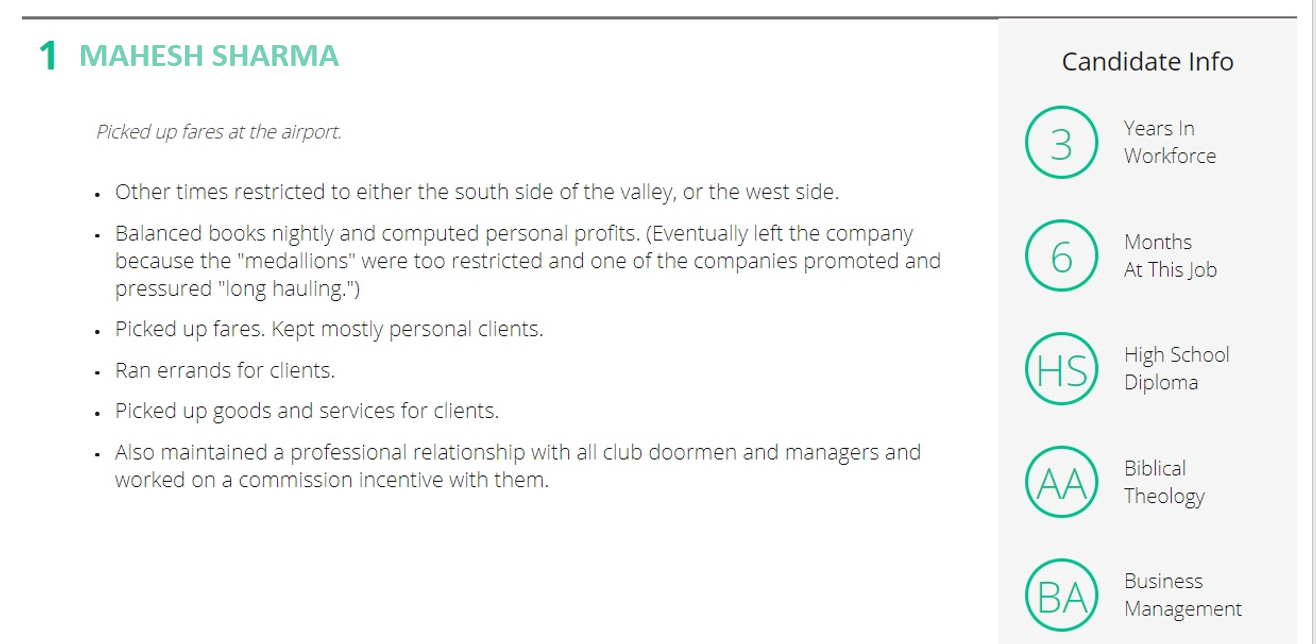 1 MAHESH SHARMA
Picked up fares at the airport.
• Other times restricted to either the south side of the valley, or the west side.
• Balanced books nightly and computed personal profits. (Eventually left the company
because the "medallions" were too restricted and one of the companies promoted and
pressured "long hauling.")
• Picked up fares. Kept mostly personal clients.
• Ran errands for clients.
• Picked up goods and services for clients.
• Also maintained a professional relationship with all club doormen and managers and
worked on a commission incentive with them.
Candidate Info
3 Years In
Workforce
6 Months
At This Job
HS High School
Diploma
AA Biblical
Theology
BA Business
Management